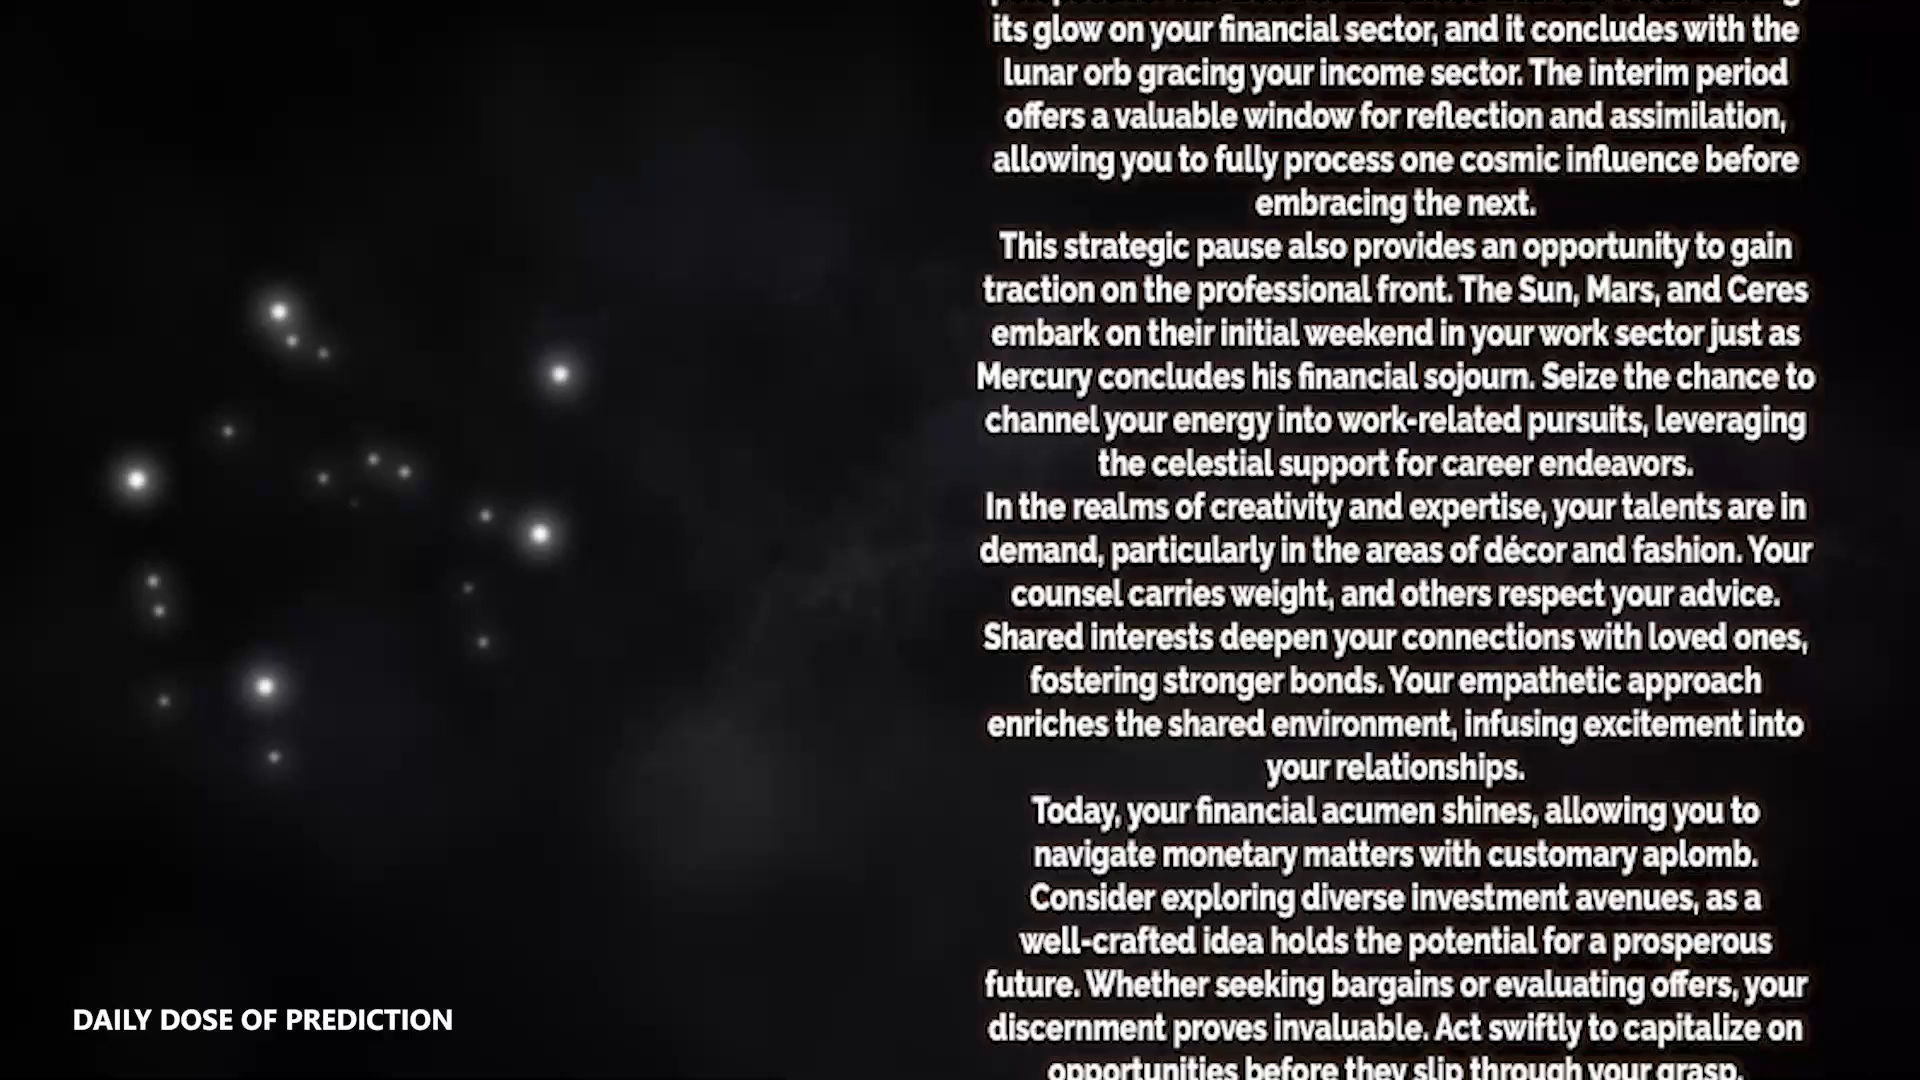 its glow on your financial sector, and it concludes with the
lunar orb gracing your income sector. The interim period
offers a valuable window for reflection and assimilation,
allowing you to fully process one cosmic influence before
embracing the next.
This strategic pause also provides an opportunity to gain
traction on the professional front. The Sun, Mars, and Ceres
embark on their initial weekend in your work sector just as
Mercury concludes his financial sojourn. Seize the chance to
channel your energy into work-related pursuits, leveraging
the celestial support for career endeavors.
In the realms of creativity and expertise, your talents are in
demand, particularly in the areas of décor and fashion. Your
counsel carries weight, and others respect your advice.
Shared interests deepen your connections with loved ones,
fostering stronger bonds. Your empathetic approach
enriches the shared environment, infusing excitement into
your relationships.
Today, your financial acumen shines, allowing you to
navigate monetary matters with customary aplomb.
Consider exploring diverse investment avenues, as a
well-crafted idea holds the potential for a prosperous
future. Whether seeking bargains or evaluating offers, your
discernment proves invaluable. Act swiftly to capitalize on
opportunities before they slip through your grasp.
DAILY DOSE OF PREDICTION